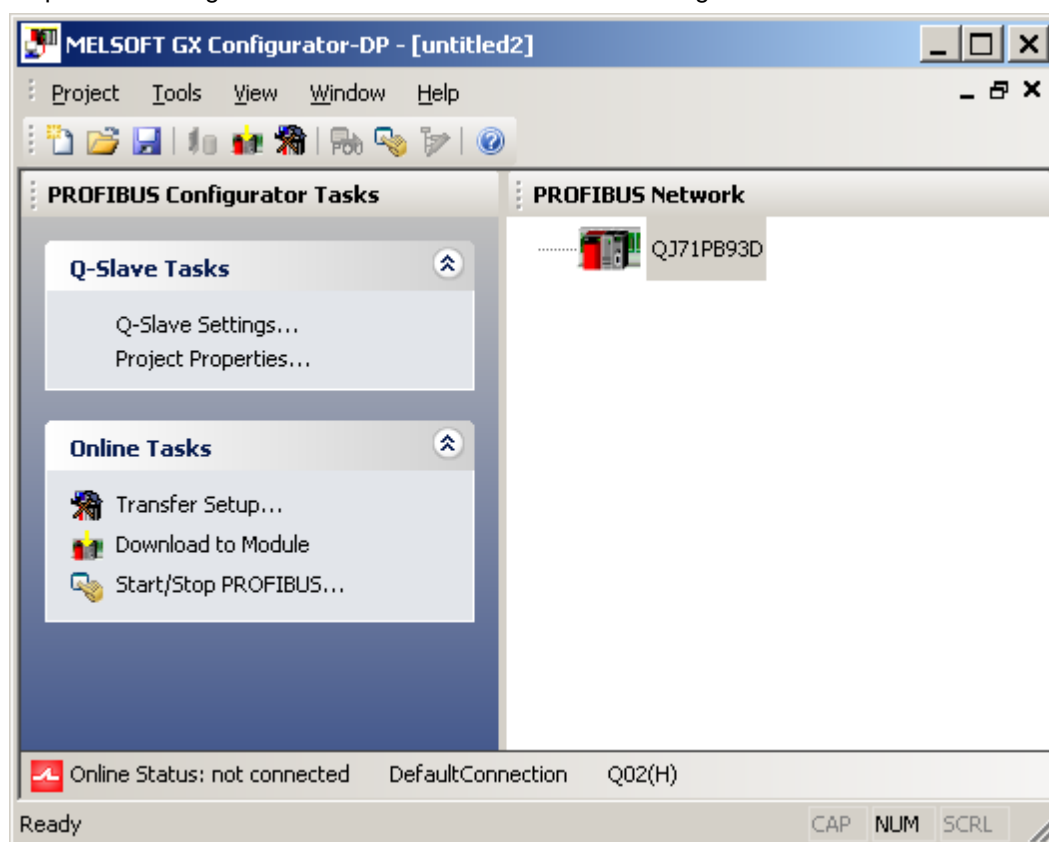 MELSOFT GX Configurator-DP - [untitled2]
Project Tools View Window Help
PROFIBUS Configurator Tasks
PROFIBUS Network
QJ71PB93D
Q-Slave Tasks
Q-Slave Settings...
Project Properties...
Online Tasks
Transfer Setup...
Download to Module
Start/Stop PROFIBUS...
Online Status: not connected DefaultConnection Q02(H)
Ready CAP NUM SCRL